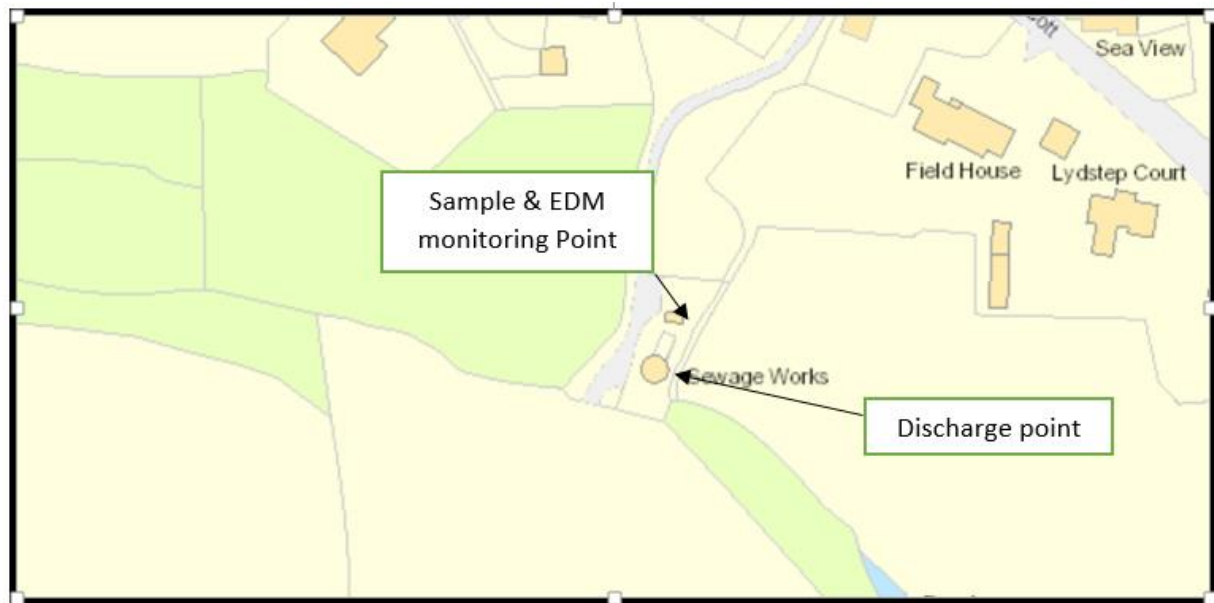 Sea View
Field House
Lydstep Court
Sample & EDM
monitoring Point
Sewage Works
Discharge point